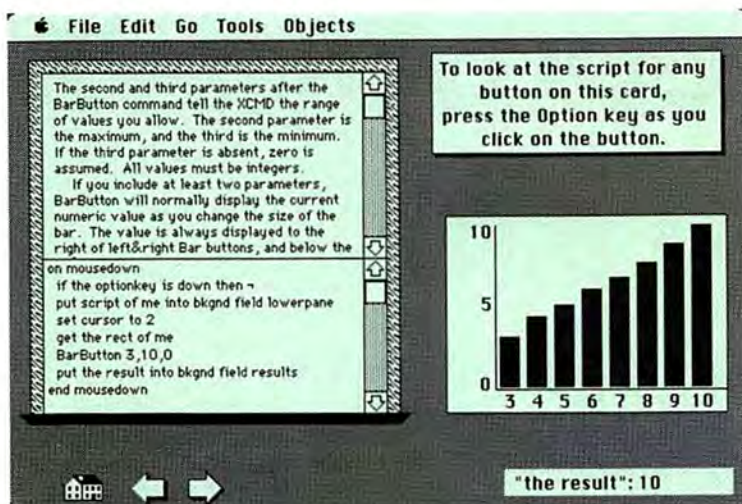 File Edit Go Tools Objects
The second and third parameters after the
BarButton command tell the XCMD the range
of values you allow. The second parameter is
the maximum, and the third is the minimum.
If the third parameter is absent, zero is
assumed. All values must be integers.
If you include at least two parameters,
BarButton will normally display the current
numeric value as you change the size of the
bar. The value is always displayed to the
right of left&right Bar buttons, and below the
on mousedown
if the optionkey is down then ¬
put script of me into bkgnd field lowerpane
set cursor to 2
get the rect of me
BarButton 3,10,0
put the result into bkgnd field results
end mousedown
To look at the script for any
button on this card,
press the Option key as you
click on the button.
10
5
0
3 4 5 6 7 8 9 10
"the result": 10